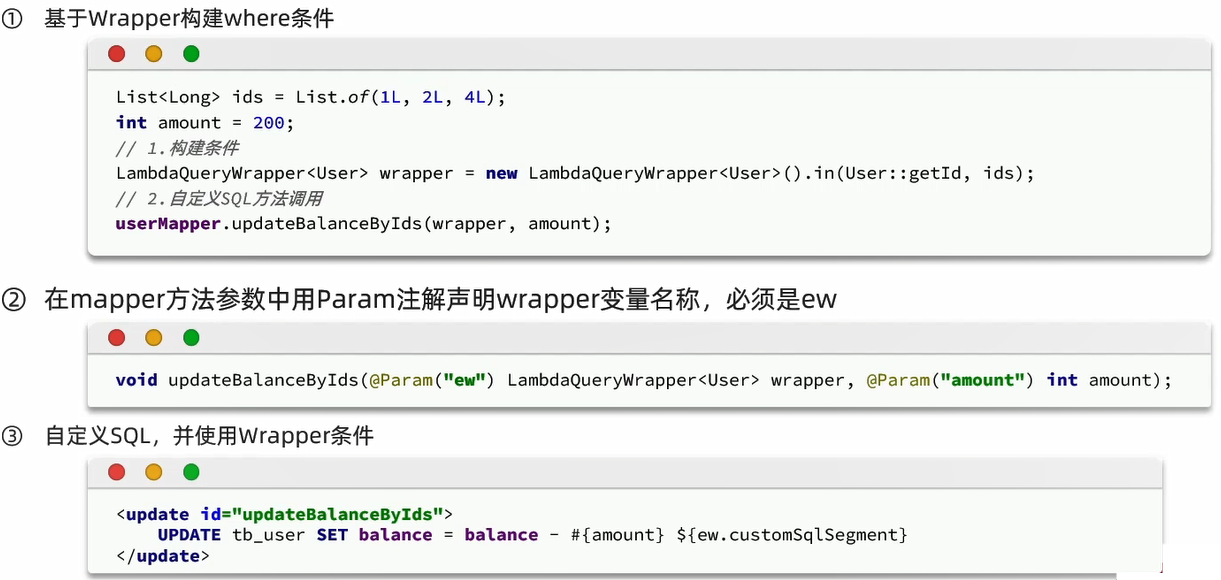 ① 基于Wrapper构建where条件
List<Long> ids = List.of(1L, 2L, 4L);
int amount = 200;
// 1.构建条件
LambdaQueryWrapper<User> wrapper = new LambdaQueryWrapper<User>().in(User::getId, ids);
// 2.自定义SQL方法调用
userMapper.updateBalanceByIds(wrapper, amount);
② 在mapper方法参数中用Param注解声明wrapper变量名称，必须是ew
void updateBalanceByIds(@Param("ew") LambdaQueryWrapper<User> wrapper, @Param("amount") int amount);
③ 自定义SQL，并使用Wrapper条件
<update id="updateBalanceByIds">
    UPDATE tb_user SET balance = balance - #{amount} ${ew.customSqlSegment}
</update>